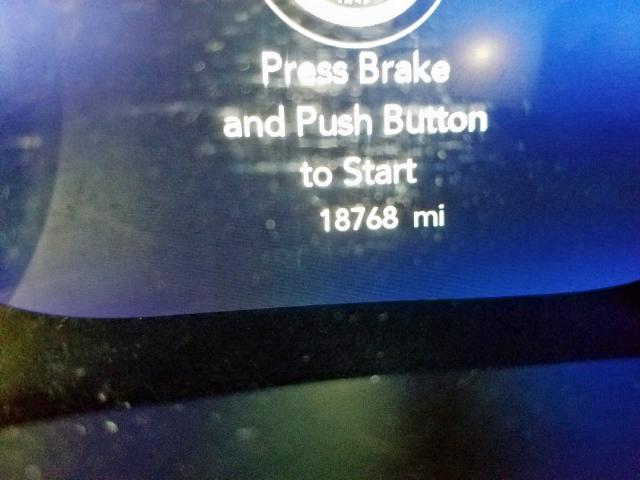 Press Brake
and Push Button
to Start
18768 mi